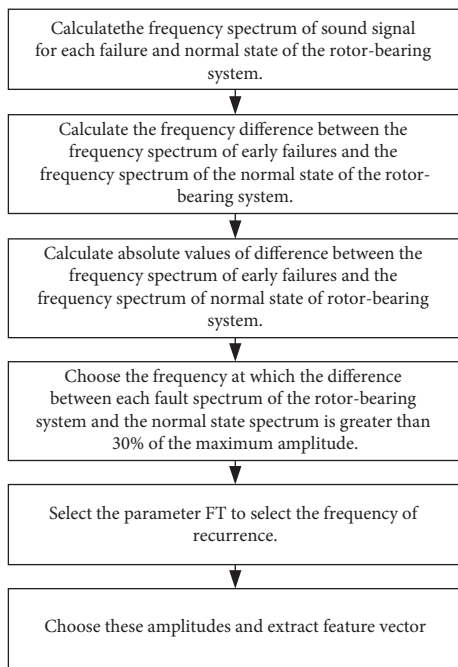 Calculatethe frequency spectrum of sound signal
for each failure and normal state of the rotor-bearing
system.
Calculate the frequency difference between the
frequency spectrum of early failures and the
frequency spectrum of the normal state of the rotor-
bearing system.
Calculate absolute values of difference between the
frequency spectrum of early failures and the
frequency spectrum of normal state of rotor-bearing
system.
Choose the frequency at which the difference
between each fault spectrum of the rotor-bearing
system and the normal state spectrum is greater than
30% of the maximum amplitude.
Select the parameter FT to select the frequency of
recurrence.
Choose these amplitudes and extract feature vector